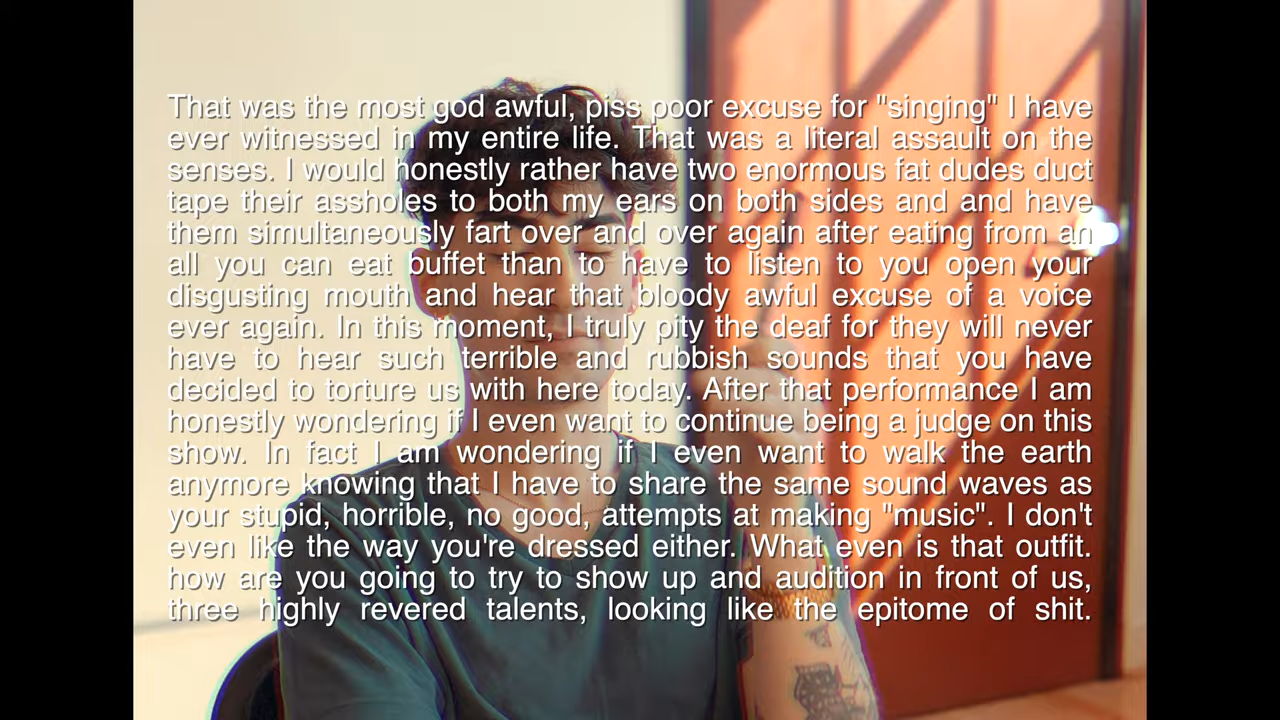 That was the most god awful, piss poor excuse for "singing" I have
ever witnessed in my entire life. That was a literal assault on the
senses. I would honestly rather have two enormous fat dudes duct
tape their assholes to both my ears on both sides and and have
them simultaneously fart over and over again after eating from an
all you can eat buffet than to have to listen to you open your
disgusting mouth and hear that bloody awful excuse of a voice
ever again. In this moment, I truly pity the deaf for they will never
have to hear such terrible and rubbish sounds that you have
decided to torture us with here today. After that performance I am
honestly wondering if I even want to continue being a judge on this
show. In fact I am wondering if I even want to walk the earth
anymore knowing that I have to share the same sound waves as
your stupid, horrible, no good, attempts at making "music". I don't
even like the way you're dressed either. What even is that outfit.
how are you going to try to show up and audition in front of us,
three highly revered talents, looking like the epitome of shit.